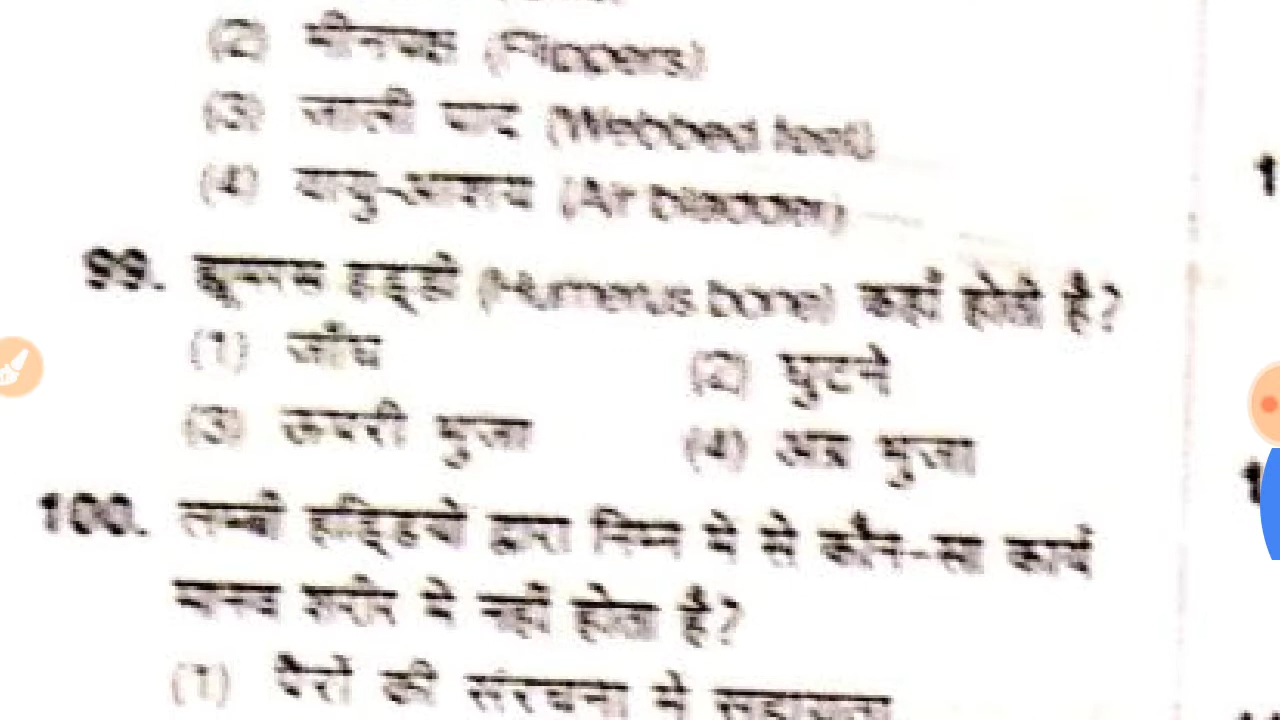 (2) मीनपक्ष (Flippers)
(3) जाली पाद (Webbed feet)
(4) वायु-आशय (Air bladder)
99. ह्यूमरस हड्डी (Humerus bone) कहाँ होती है?
(1) जाँघ (2) घुटने
(3) ऊपरी भुजा (4) अग्र भुजा
100. लम्बी हड्डियों द्वारा निम्न में से कौन-सा कार्य
मानव शरीर में नहीं होता है?
(1) पैरों की संरचना में सहायता